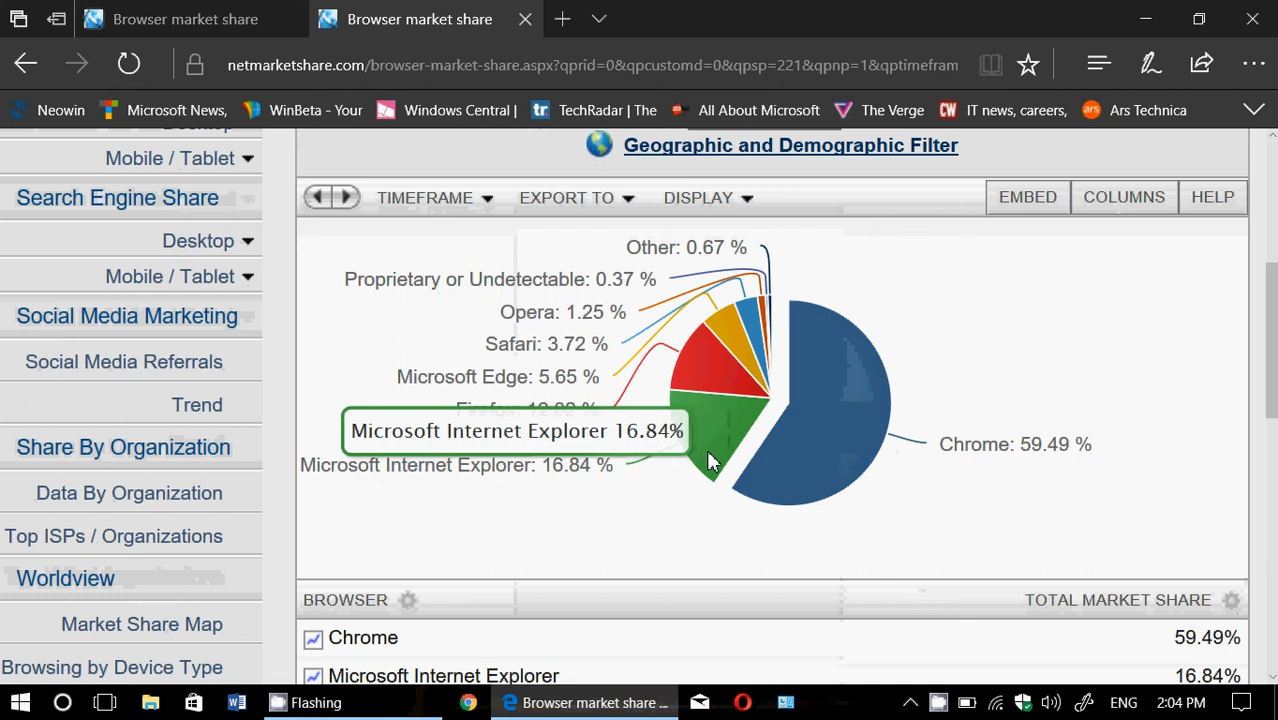 Browser market share
Browser market share
netmarketshare.com/browser-market-share.aspx?qprid=0&qpcustomd=0&qpsp=221&qpnp=1&qptimefram
Neowin
Microsoft News,
WinBeta - Your
Windows Central |
tr TechRadar | The
All About Microsoft
The Verge
CW IT news, careers,
ars Ars Technica
Desktop
Mobile / Tablet
Search Engine Share
Desktop
Mobile / Tablet
Social Media Marketing
Social Media Referrals
Trend
Share By Organization
Data By Organization
Top ISPs / Organizations
Worldview
Market Share Map
Browsing by Device Type
Geographic and Demographic Filter
TIMEFRAME
EXPORT TO
DISPLAY
EMBED
COLUMNS
HELP
Other: 0.67 %
Proprietary or Undetectable: 0.37 %
Opera: 1.25 %
Safari: 3.72 %
Microsoft Edge: 5.65 %
Microsoft Internet Explorer 16.84%
Microsoft Internet Explorer: 16.84 %
Chrome: 59.49 %
BROWSER
TOTAL MARKET SHARE
Chrome 59.49%
Microsoft Internet Explorer 16.84%
Flashing
Browser market share ...
ENG
2:04 PM